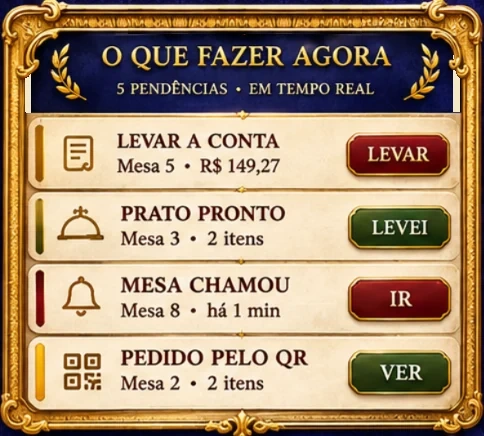 O QUE FAZER AGORA
5 PENDÊNCIAS • EM TEMPO REAL
LEVAR A CONTA
Mesa 5 • R$ 149,27
LEVAR
PRATO PRONTO
Mesa 3 • 2 itens
LEVEI
MESA CHAMOU
Mesa 8 • há 1 min
IR
PEDIDO PELO QR
Mesa 2 • 2 itens
VER